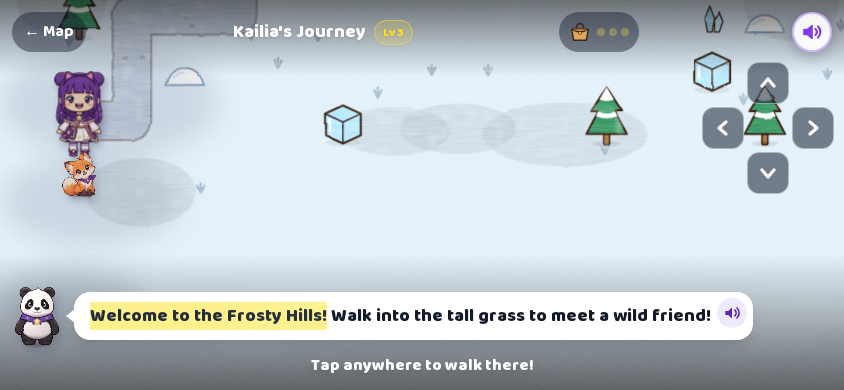 ← Map
Kailia's Journey
Lv 3
Welcome to the Frosty Hills! Walk into the tall grass to meet a wild friend!
Tap anywhere to walk there!